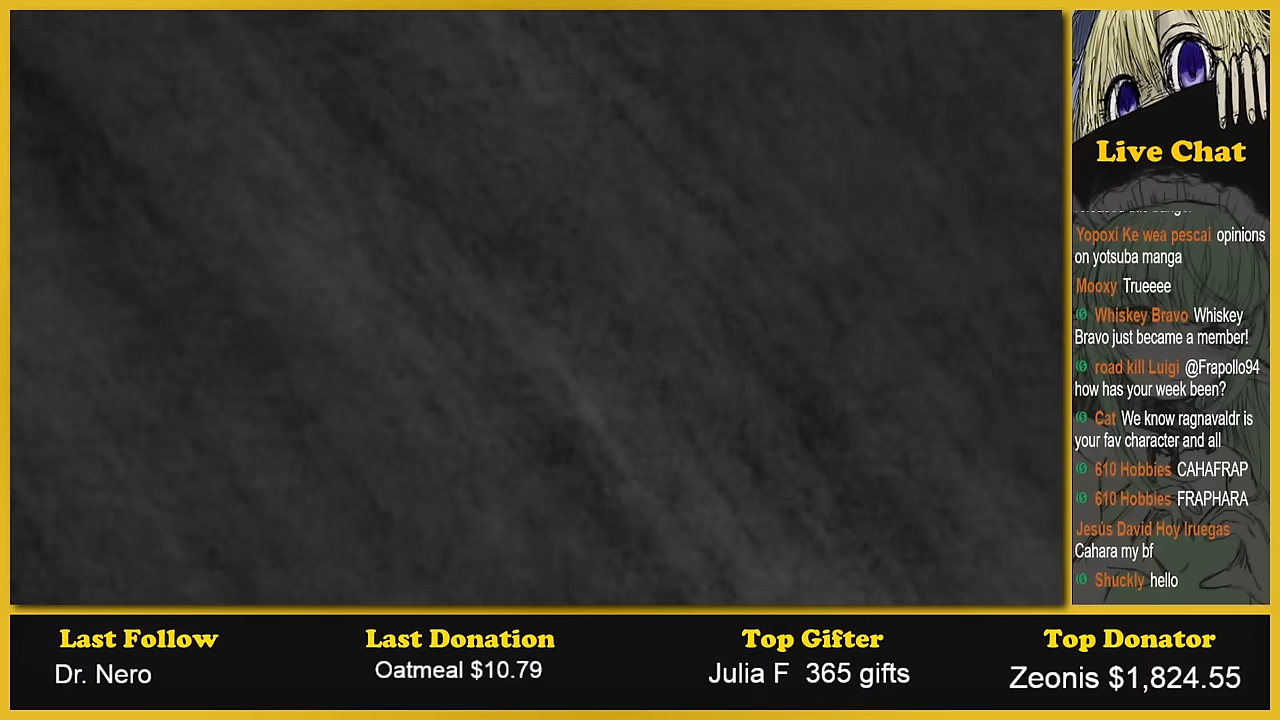 Live Chat
Yopoxi Ke wea pescai opinions
on yotsuba manga
Mooxy Trueeee
Whiskey Bravo Whiskey
Bravo just became a member!
road kill Luigi @Frapollo94
how has your week been?
Cat We know ragnavaldr is
your fav character and all
610 Hobbies CAHAFRAP
610 Hobbies FRAPHARA
Jesús David Hoy Iruegas
Cahara my bf
Shuckly hello
Last Follow
Dr. Nero
Last Donation
Oatmeal $10.79
Top Gifter
Julia F 365 gifts
Top Donator
Zeonis $1,824.55